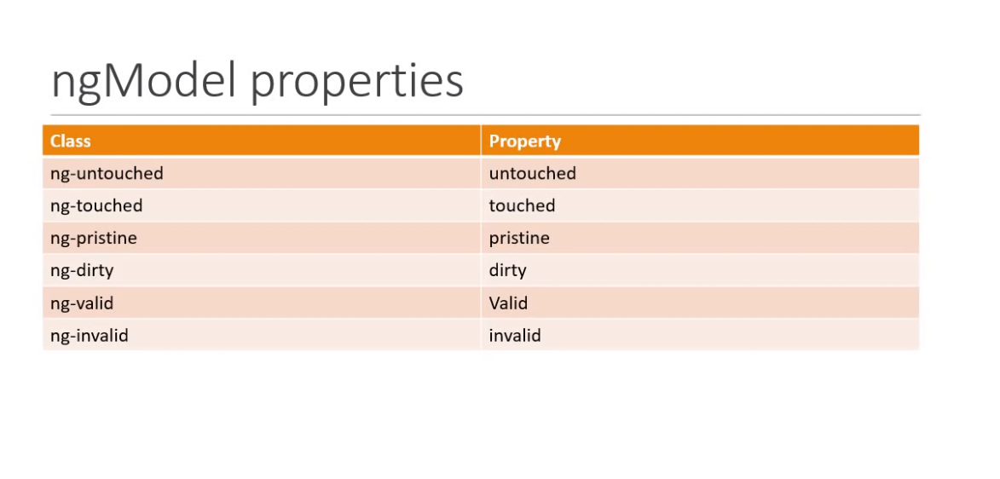 ngModel properties
Class Property
ng-untouched untouched
ng-touched touched
ng-pristine pristine
ng-dirty dirty
ng-valid Valid
ng-invalid invalid